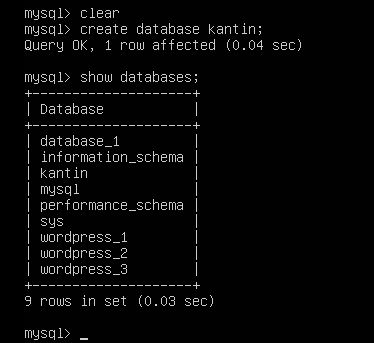 mysql> clear
mysql> create database kantin;
Query OK, 1 row affected (0.04 sec)
mysql> show databases;
+--------------------+
| Database           |
+--------------------+
| database_1         |
| information_schema |
| kantin             |
| mysql              |
| performance_schema |
| sys                |
| wordpress_1        |
| wordpress_2        |
| wordpress_3        |
+--------------------+
9 rows in set (0.03 sec)
mysql> _